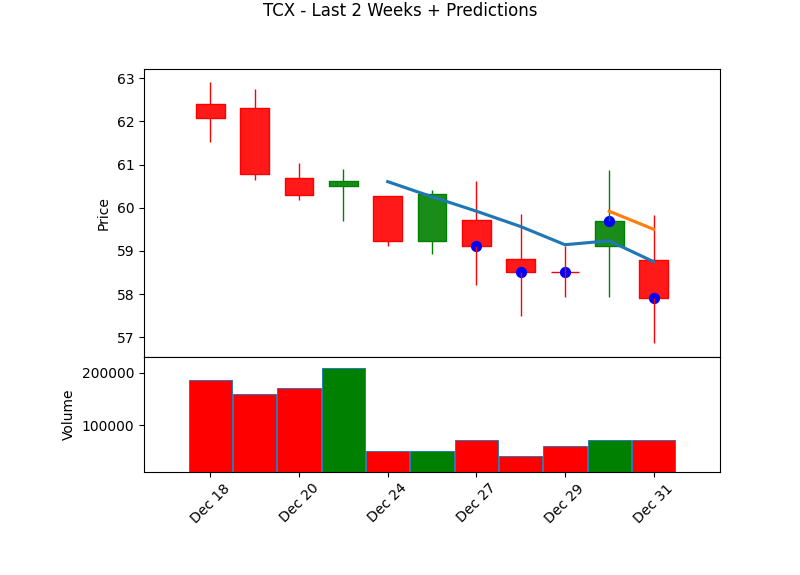 TCX - Last 2 Weeks + Predictions
63
62
61
60
59
58
57
Price
200000
100000
Volume
Dec 18
Dec 20
Dec 24
Dec 27
Dec 29
Dec 31